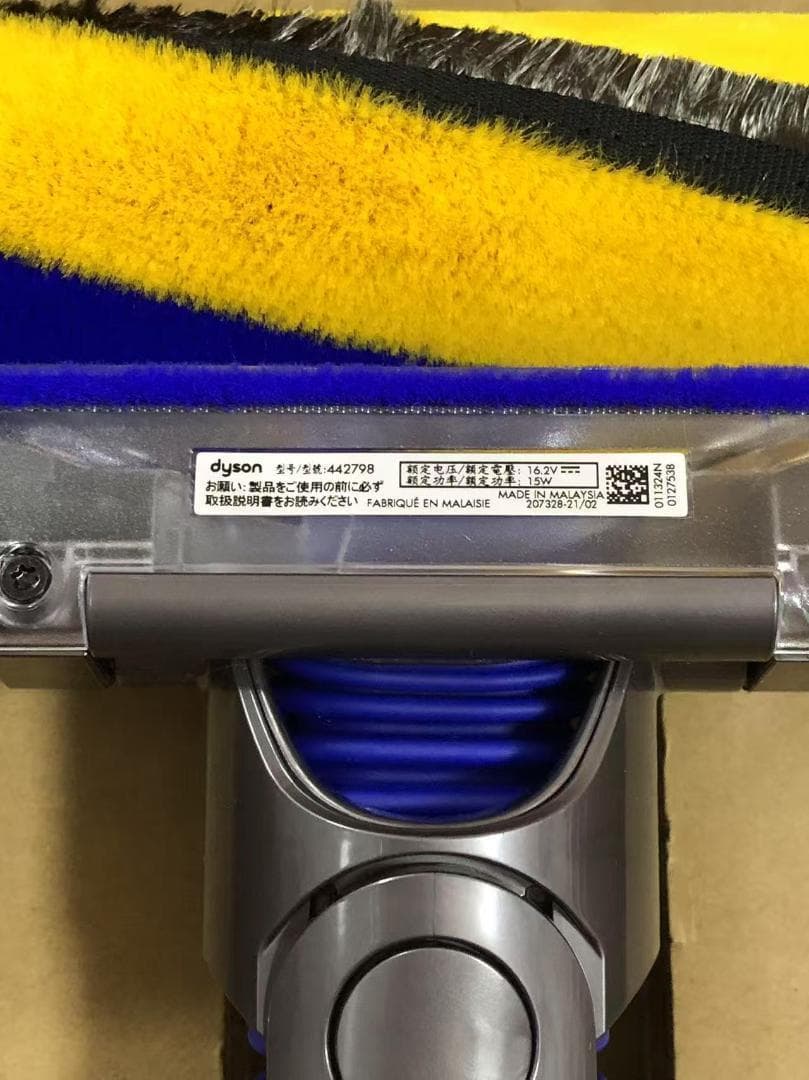 dyson 型号/型號:442798
お願い:製品をご使用の前に必ず
取扱説明書をお読みください FABRIQUÉ EN MALAISIE
额定电压/額定電壓: 16.2V ⎓
额定功率/額定功率: 15W
MADE IN MALAYSIA
207328-21/02
011324N
0127538